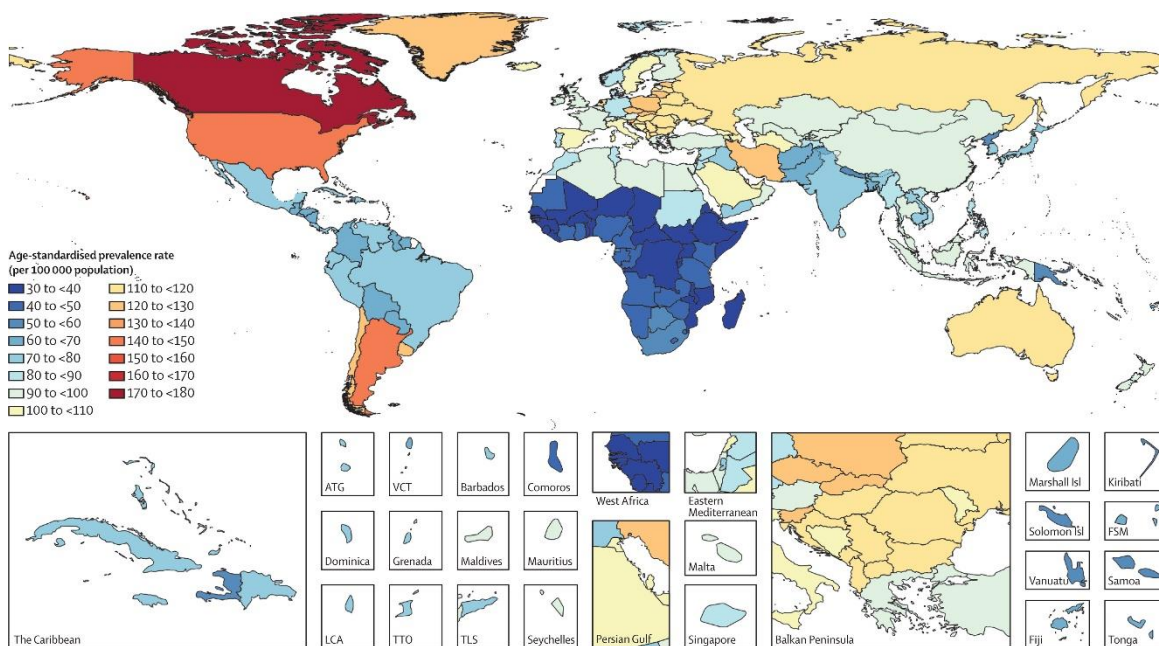 Age-standardised prevalence rate
(per 100 000 population)
30 to <40
40 to <50
50 to <60
60 to <70
70 to <80
80 to <90
90 to <100
100 to <110
110 to <120
120 to <130
130 to <140
140 to <150
150 to <160
160 to <170
170 to <180
The Caribbean
ATG
VCT
Barbados
Comoros
Dominica
Grenada
Maldives
Mauritius
LCA
TTO
TLS
Seychelles
West Africa
Eastern
Mediterranean
Persian Gulf
Malta
Singapore
Balkan Peninsula
Marshall Isl
Kiribati
Solomon Isl
FSM
Vanuatu
Samoa
Fiji
Tonga